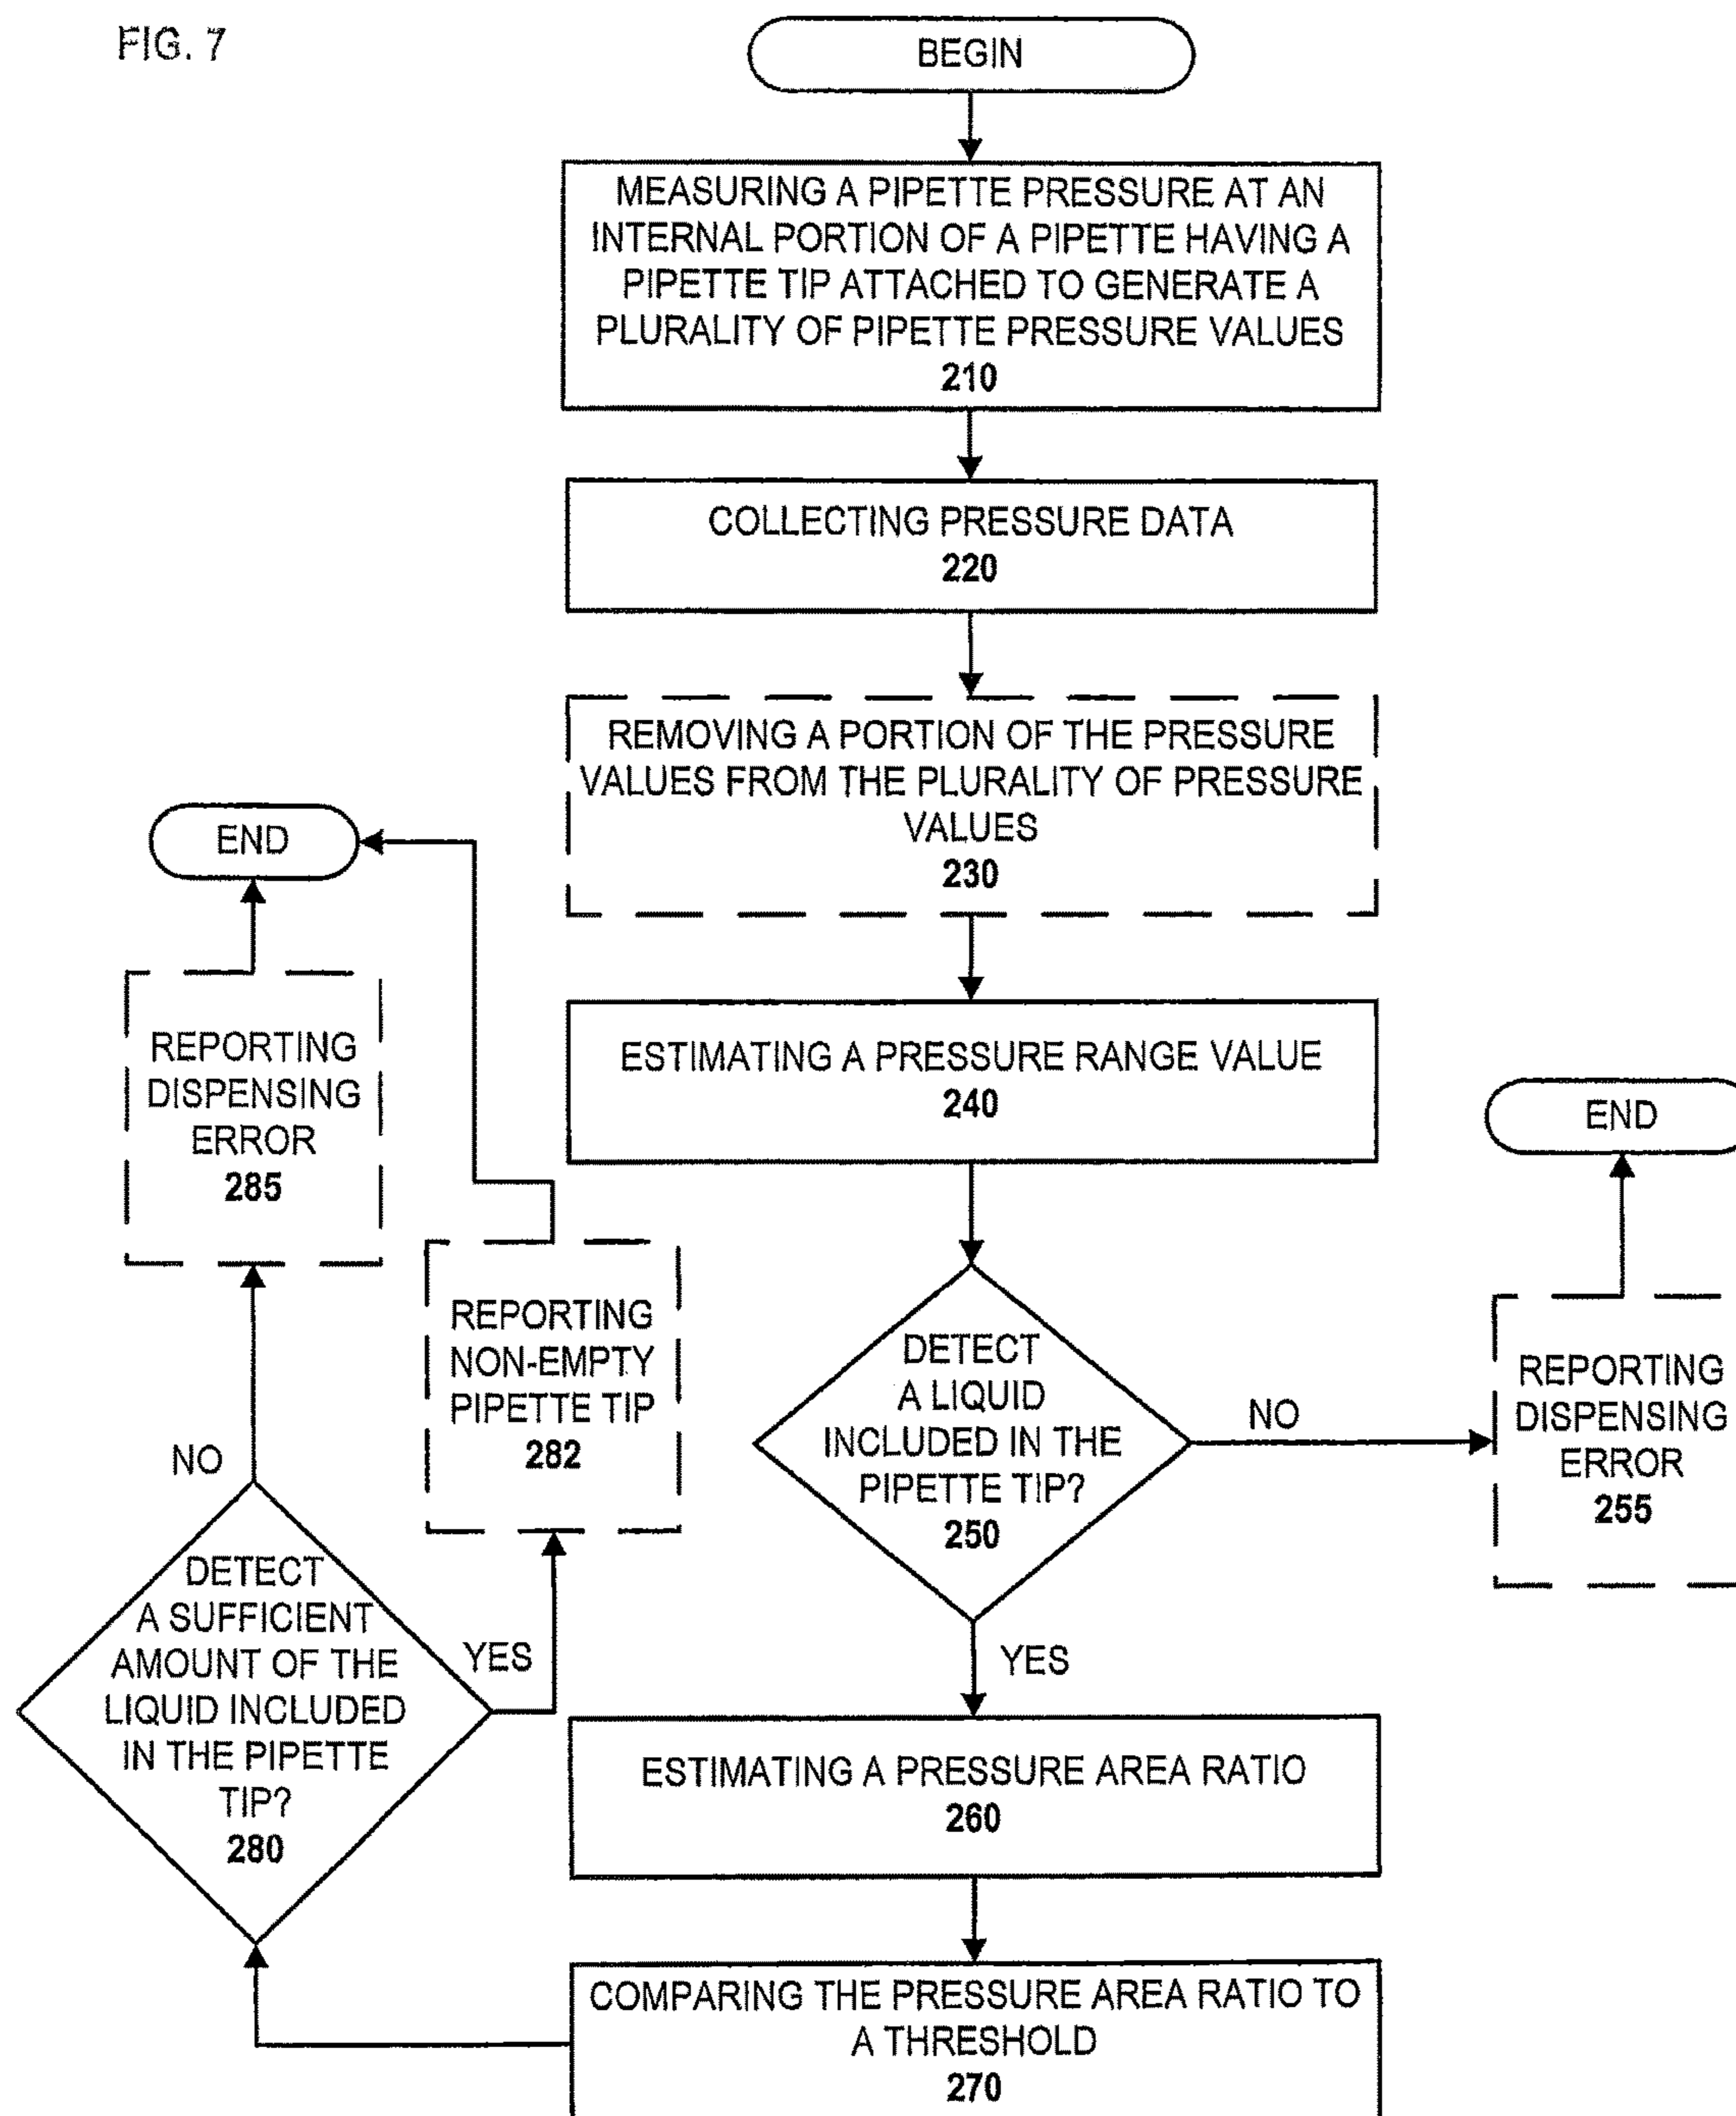 FIG. 7
BEGIN
MEASURING A PIPETTE PRESSURE AT AN
INTERNAL PORTION OF A PIPETTE HAVING A
PIPETTE TIP ATTACHED TO GENERATE A
PLURALITY OF PIPETTE PRESSURE VALUES
210
COLLECTING PRESSURE DATA
220
REMOVING A PORTION OF THE PRESSURE
VALUES FROM THE PLURALITY OF PRESSURE
VALUES
230
ESTIMATING A PRESSURE RANGE VALUE
240
DETECT
A LIQUID
INCLUDED IN THE
PIPETTE TIP?
250
NO
REPORTING
DISPENSING
ERROR
255
END
YES
ESTIMATING A PRESSURE AREA RATIO
260
COMPARING THE PRESSURE AREA RATIO TO
A THRESHOLD
270
DETECT
A SUFFICIENT
AMOUNT OF THE
LIQUID INCLUDED
IN THE PIPETTE
TIP?
280
YES
REPORTING
NON-EMPTY
PIPETTE TIP
282
NO
REPORTING
DISPENSING
ERROR
285
END